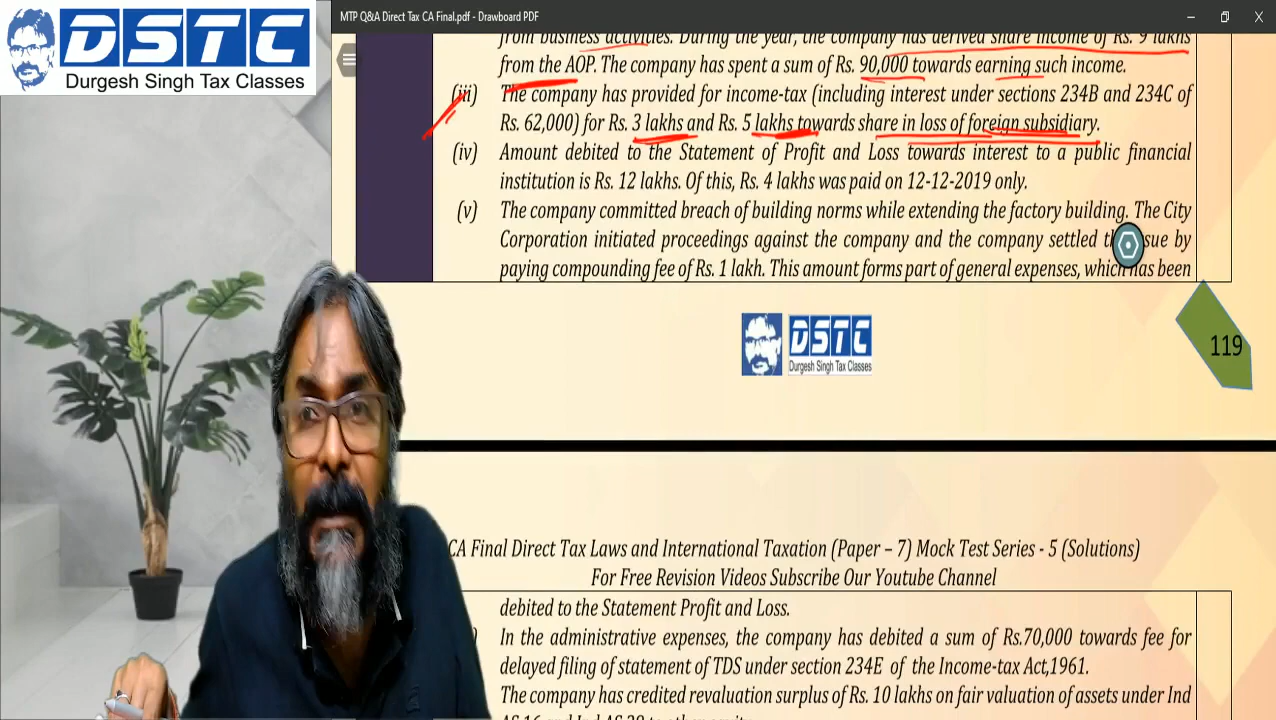 MTP Q&A Direct Tax CA Final.pdf - Drawboard PDF
DSTC
Durgesh Singh Tax Classes
from business activities. During the year, the company has derived share income of Rs. 9 lakhs
from the AOP. The company has spent a sum of Rs. 90,000 towards earning such income.
(iii) The company has provided for income-tax (including interest under sections 234B and 234C of
Rs. 62,000) for Rs. 3 lakhs and Rs. 5 lakhs towards share in loss of foreign subsidiary.
(iv) Amount debited to the Statement of Profit and Loss towards interest to a public financial
institution is Rs. 12 lakhs. Of this, Rs. 4 lakhs was paid on 12-12-2019 only.
(v) The company committed breach of building norms while extending the factory building. The City
Corporation initiated proceedings against the company and the company settled by
paying compounding fee of Rs. 1 lakh. This amount forms part of general expenses, which has been
DSTC
Durgesh Singh Tax Classes
119
CA Final Direct Tax Laws and International Taxation (Paper – 7) Mock Test Series - 5 (Solutions)
For Free Revision Videos Subscribe Our Youtube Channel
debited to the Statement Profit and Loss.
In the administrative expenses, the company has debited a sum of Rs.70,000 towards fee for
delayed filing of statement of TDS under section 234E of the Income-tax Act,1961.
The company has credited revaluation surplus of Rs. 10 lakhs on fair valuation of assets under Ind